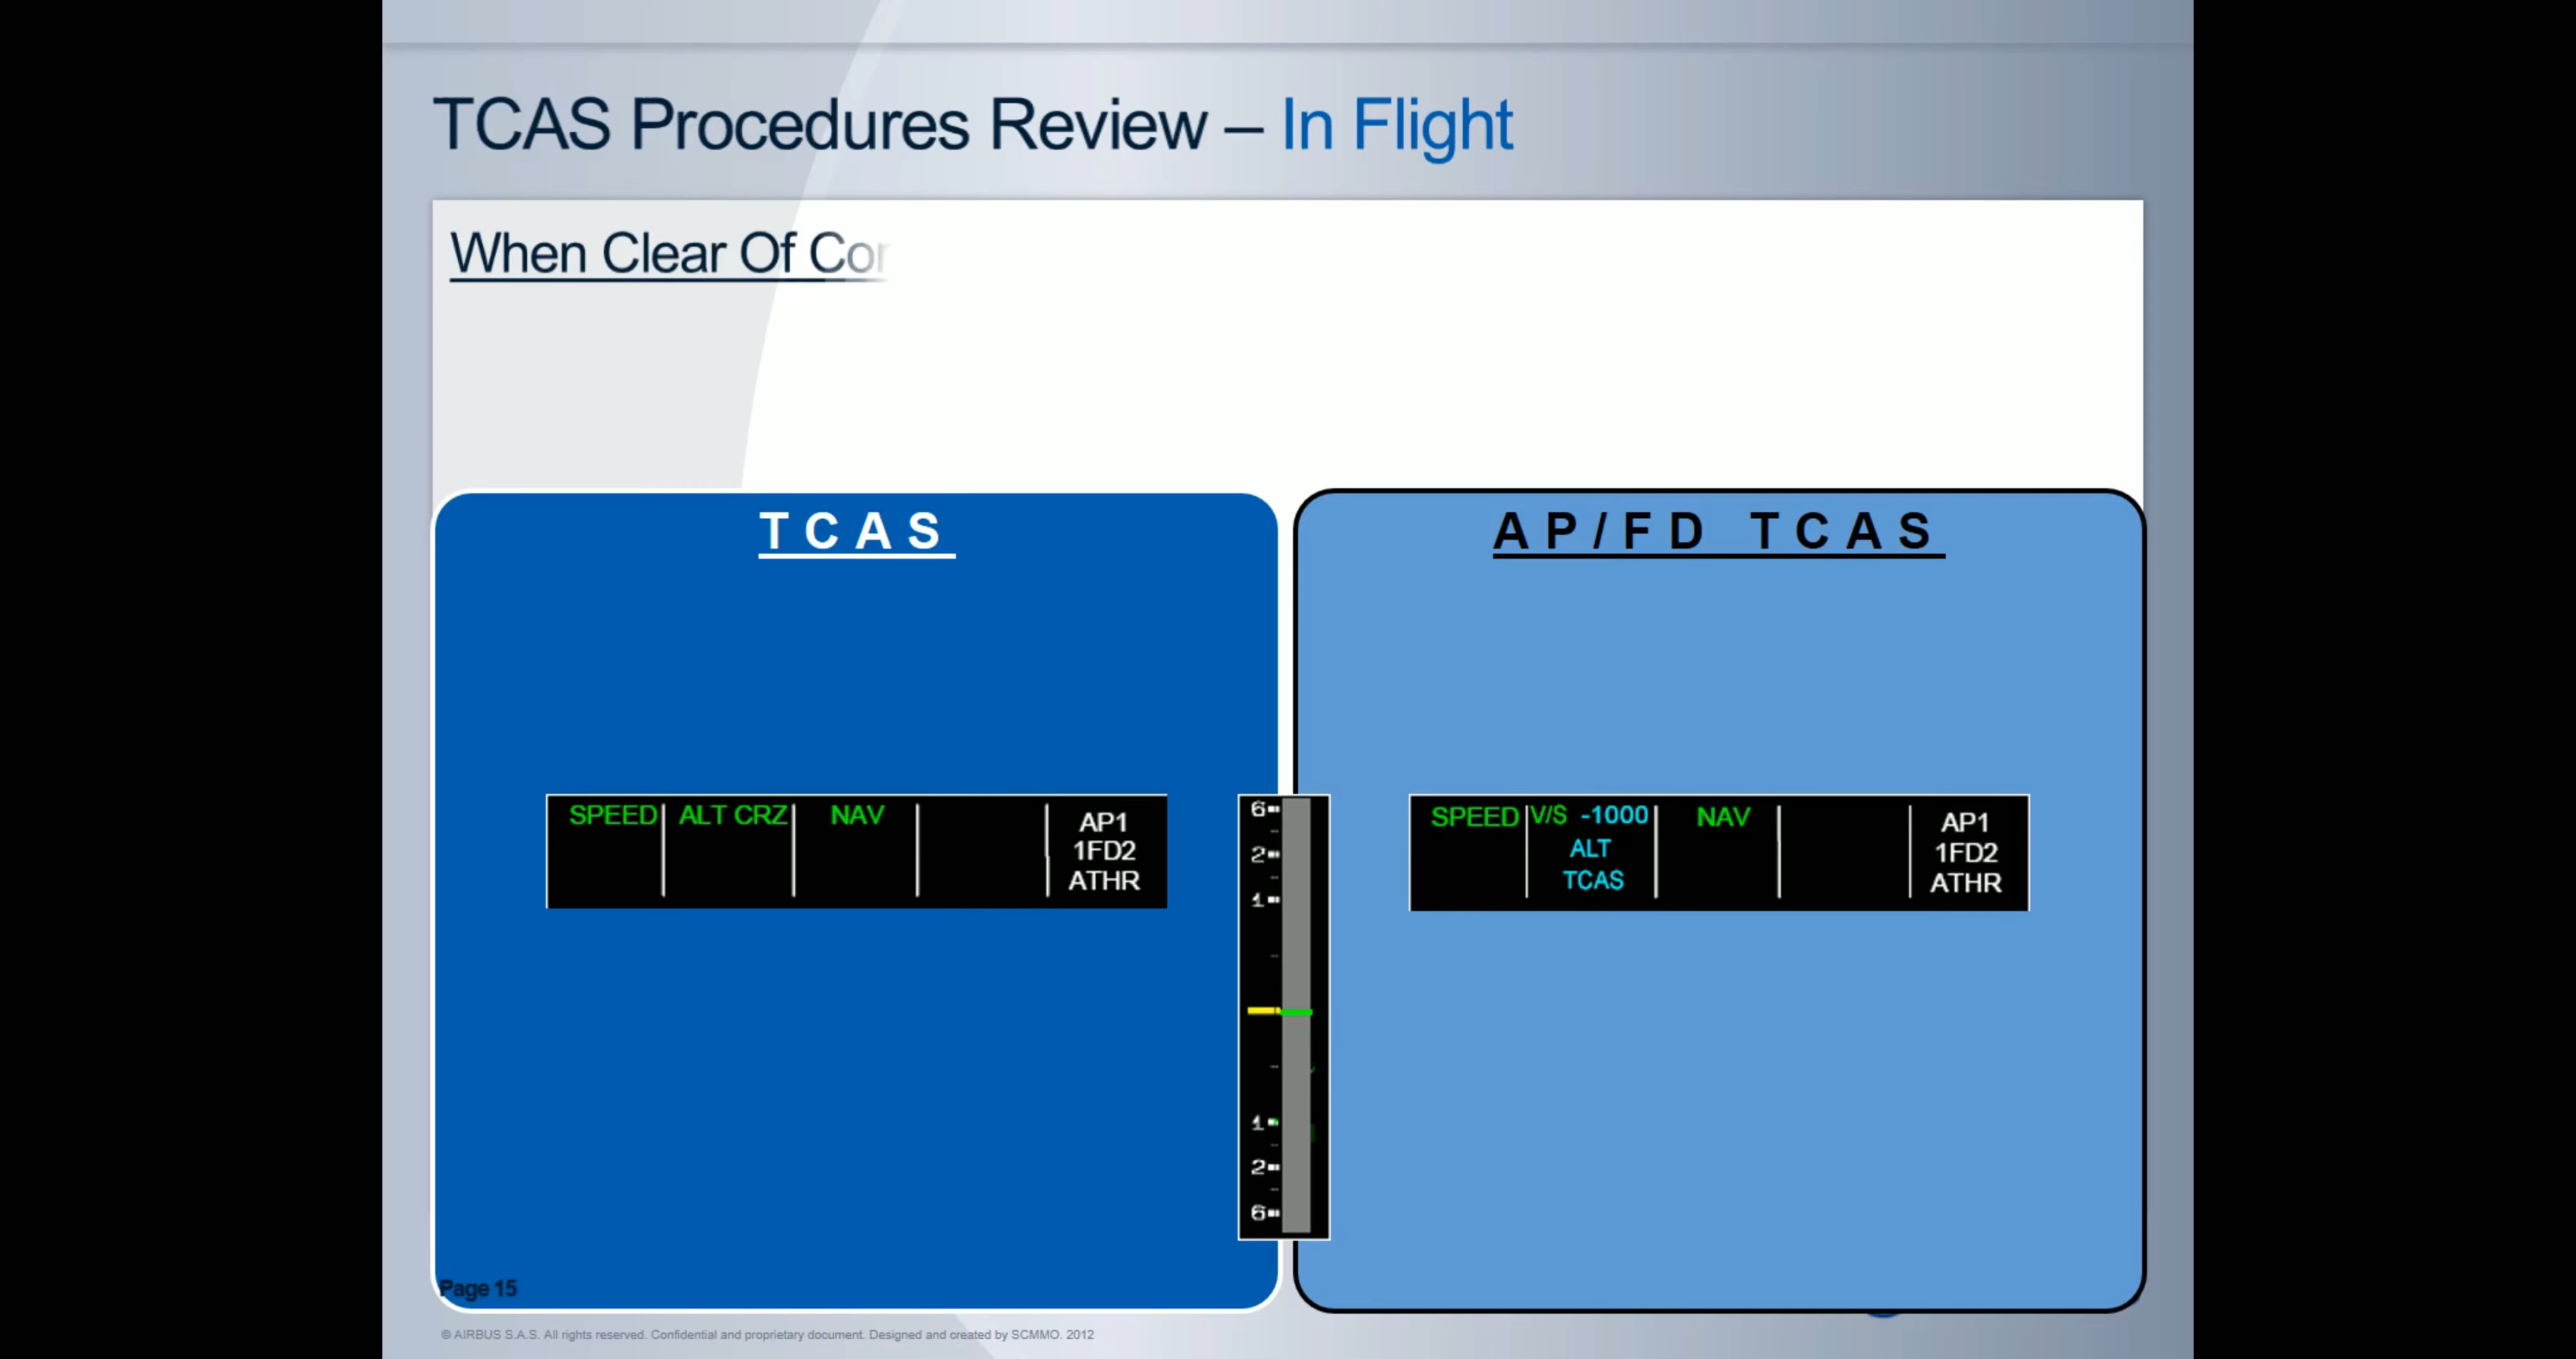 TCAS Procedures Review – In Flight
When Clear Of Con
TCAS
AP/FD TCAS
SPEED ALT CRZ NAV AP1
1FD2
ATHR
6
2
1
1
2
6
SPEED V/S -1000 NAV AP1
ALT 1FD2
TCAS ATHR
Page 15
© AIRBUS S.A.S. All rights reserved. Confidential and proprietary document. Designed and created by SCMMO. 2012